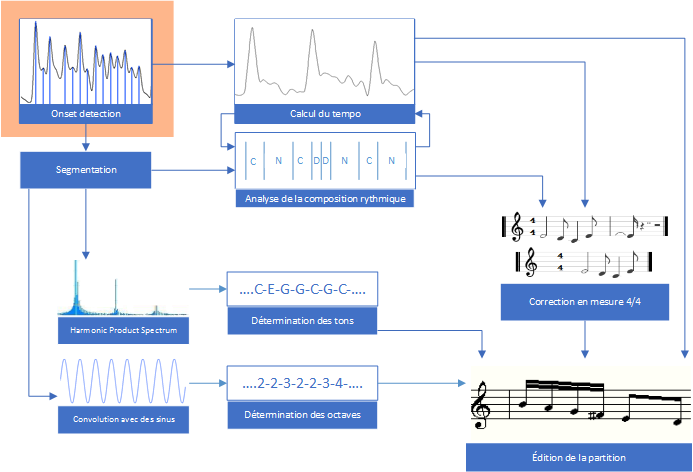 Onset detection
Calcul du tempo
Segmentation
C N C D D N C N
Analyse de la composition rythmique
4 4
4 4
Correction en mesure 4/4
Harmonic Product Spectrum
....C-E-G-G-C-G-C-....
Détermination des tons
Convolution avec des sinus
....2-2-3-2-2-3-4-....
Détermination des octaves
Édition de la partition